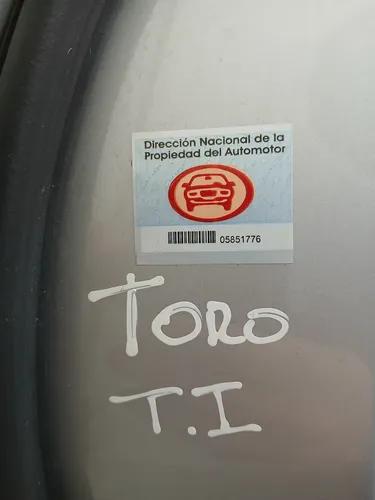 Dirección Nacional de la
Propiedad del Automotor
05851776
TORO
T.I